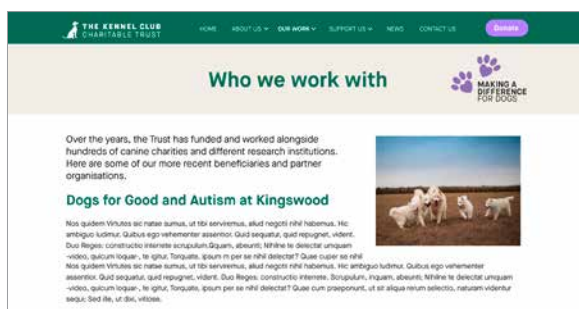 THE KENNEL CLUB
CHARITABLE TRUST
HOME ABOUT US OUR WORK SUPPORT US NEWS CONTACT US Donate
Who we work with
MAKING A
DIFFERENCE
FOR DOGS
Over the years, the Trust has funded and worked alongside
hundreds of canine charities and different research institutions.
Here are some of our more recent beneficiaries and partner
organisations.
Dogs for Good and Autism at Kingswood
Nos quidem Virtutes sic natae sumus, ut tibi serviremus, aliud negotii nihil habemus. Hic
ambiguo ludimur. Quibus ego vehementer assentior. Quid sequatur, quid repugnet, vident.
Duo Reges: constructio interrete scrupulum, inquam, abeunti; Nihilne te delectat umquam
-video, quicum loquar-, te igitur, Torquate, ipsum per se nihil delectat? Quae cuper se nihil
Nos quidem Virtutes sic natae sumus, ut tibi serviremus, aliud negotii nihil habemus. Hic ambiguo ludimur. Quibus ego vehementer
assentior. Quid sequatur, quid repugnet, vident. Duo Reges: constructio interrete. Scrupulum, inquam, abeunti; Nihilne te delectat umquam
-video, quicum loquar-, te igitur, Torquate, ipsum per se nihil delectat? Quae cum praeponunt, ut sit aliqua rerum selectio, naturam videntur
sequi; Sed ille, ut dixi, vitiose.